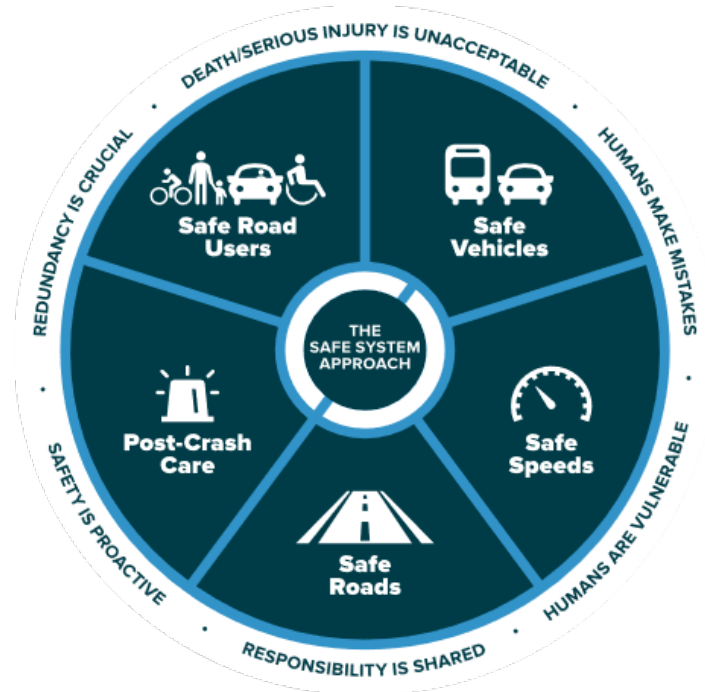 DEATH/SERIOUS INJURY IS UNACCEPTABLE
HUMANS MAKE MISTAKES
HUMANS ARE VULNERABLE
RESPONSIBILITY IS SHARED
SAFETY IS PROACTIVE
REDUNDANCY IS CRUCIAL
Safe Road
Users
Safe
Vehicles
Safe
Speeds
Safe
Roads
Post-Crash
Care
THE
SAFE SYSTEM
APPROACH